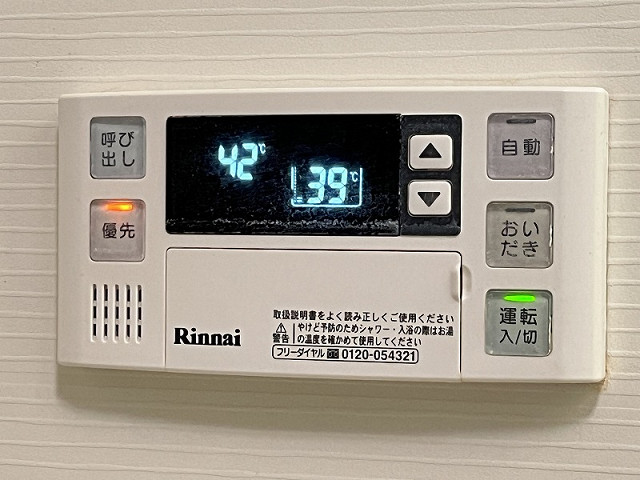 呼び
出し
42℃
39℃
自動
優先
おい
だき
運転
入/切
Rinnai
取扱説明書をよく読み正しくご使用ください
警告
やけど予防のためシャワー・入浴の際はお湯
の温度を確かめて使用してください
フリーダイヤル 0120-054321